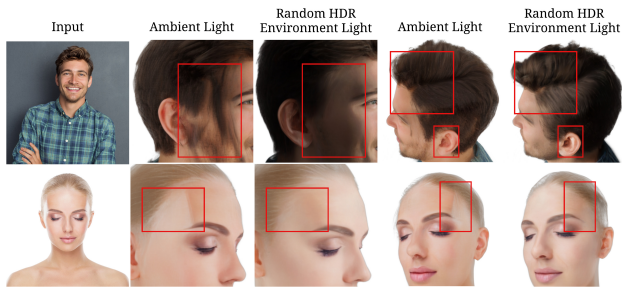 Input
Ambient Light
Random HDR
Environment Light
Ambient Light
Random HDR
Environment Light